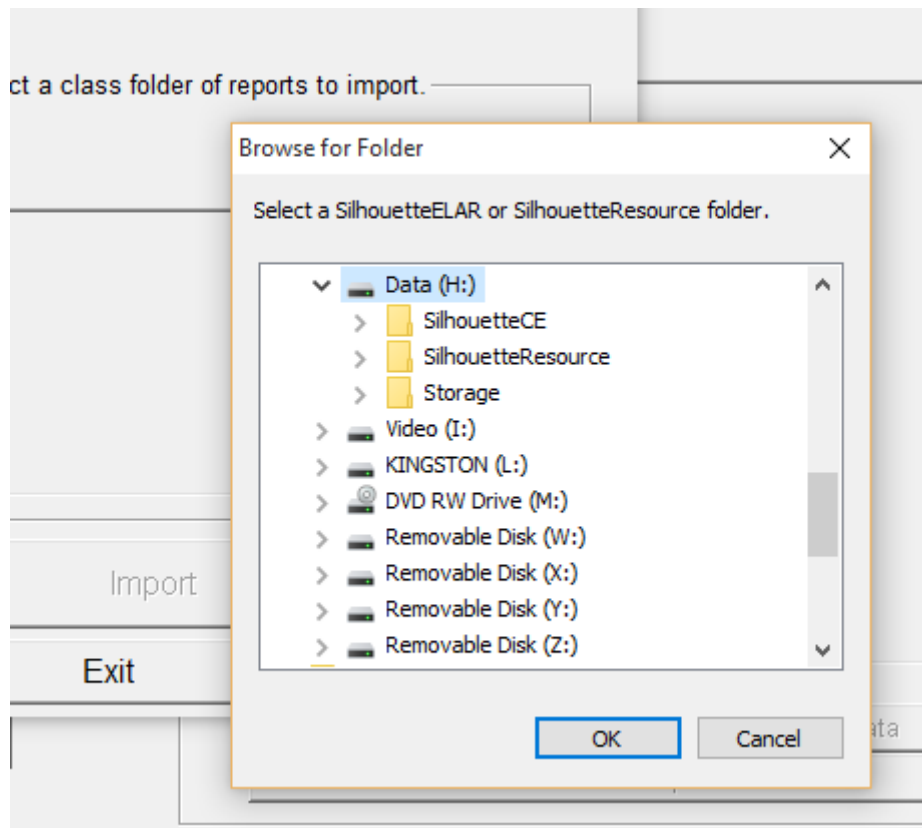 ct a class folder of reports to import.
Browse for Folder
Select a SilhouetteELAR or SilhouetteResource folder.
Data (H:)
SilhouetteCE
SilhouetteResource
Storage
Video (I:)
KINGSTON (L:)
DVD RW Drive (M:)
Removable Disk (W:)
Removable Disk (X:)
Removable Disk (Y:)
Removable Disk (Z:)
Import
Exit
OK
Cancel
ata